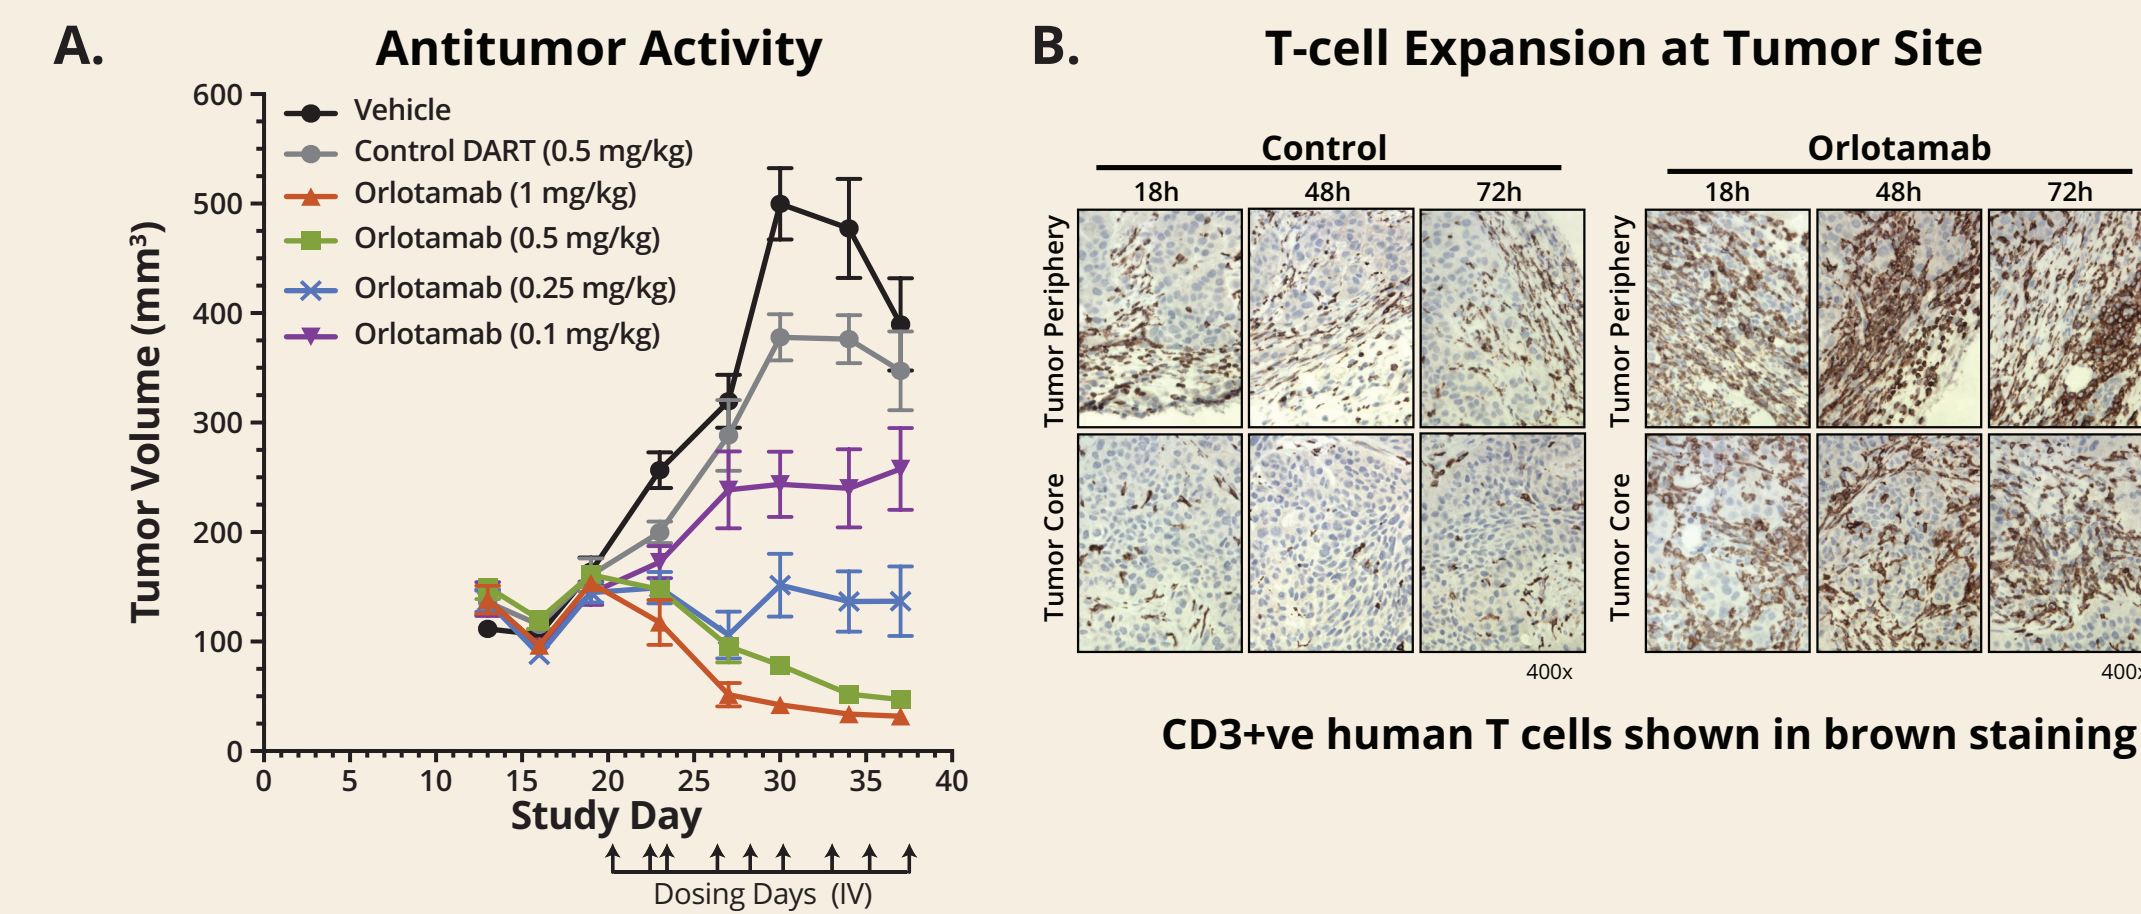 A.
Antitumor Activity
600
500
400
300
200
100
0
Tumor Volume (mm³)
Vehicle
Control DART (0.5 mg/kg)
Orlotamab (1 mg/kg)
Orlotamab (0.5 mg/kg)
Orlotamab (0.25 mg/kg)
Orlotamab (0.1 mg/kg)
0 5 10 15 20 25 30 35 40
Study Day
Dosing Days (IV)
B.
T-cell Expansion at Tumor Site
Control
18h 48h 72h
Tumor Periphery
Tumor Core
400x
Orlotamab
18h 48h 72h
Tumor Periphery
Tumor Core
400x
CD3+ve human T cells shown in brown staining